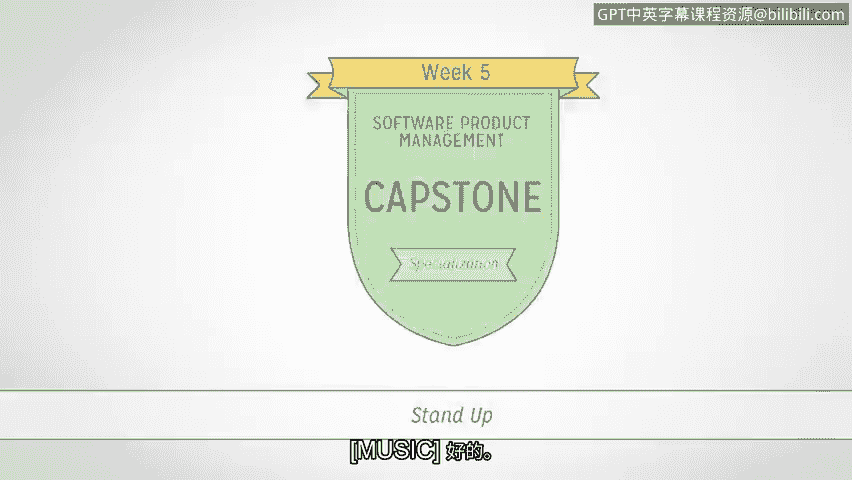 GPT中英字幕课程资源@bilibili.com
Week 5
SOFTWARE PRODUCT
MANAGEMENT
CAPSTONE
Specialization
Stand Up
[MUSIC] 好的。